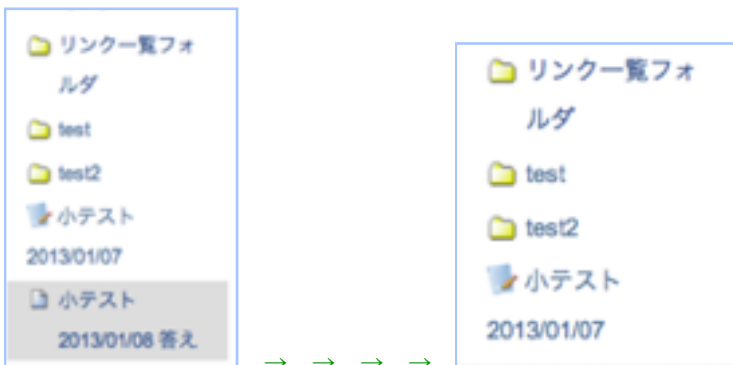 リンク一覧フォ
ルダ
test
test2
小テスト
2013/01/07
小テスト
2013/01/08 答え
→ → → →
リンク一覧フォ
ルダ
test
test2
小テスト
2013/01/07